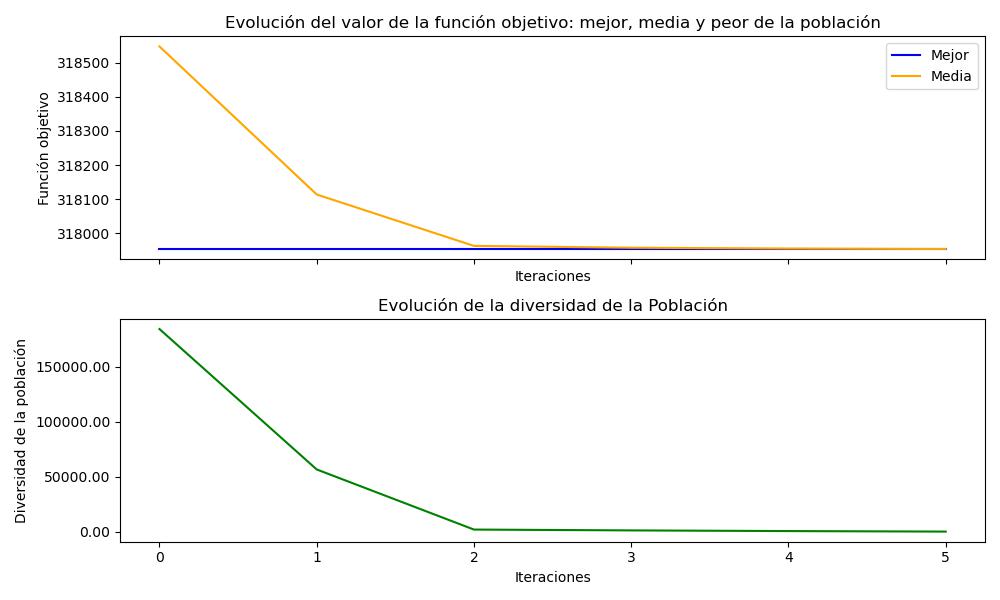 Evolución del valor de la función objetivo: mejor, media y peor de la población
Función objetivo
318500
318400
318300
318200
318100
318000
Mejor
Media
Iteraciones
Evolución de la diversidad de la Población
Diversidad de la población
150000.00
100000.00
50000.00
0.00
0 1 2 3 4 5
Iteraciones